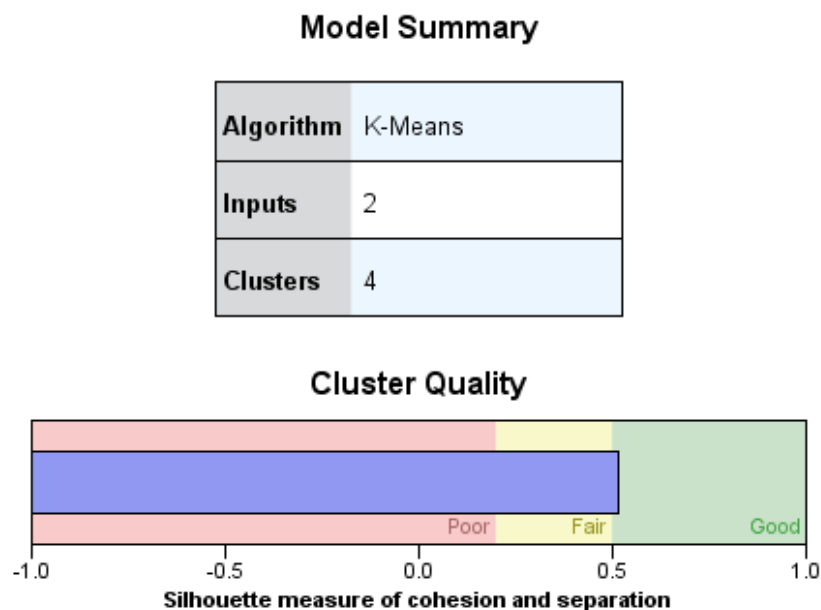 Model Summary
Algorithm K-Means
Inputs 2
Clusters 4
Cluster Quality
Poor Fair Good
-1.0 -0.5 0.0 0.5 1.0
Silhouette measure of cohesion and separation